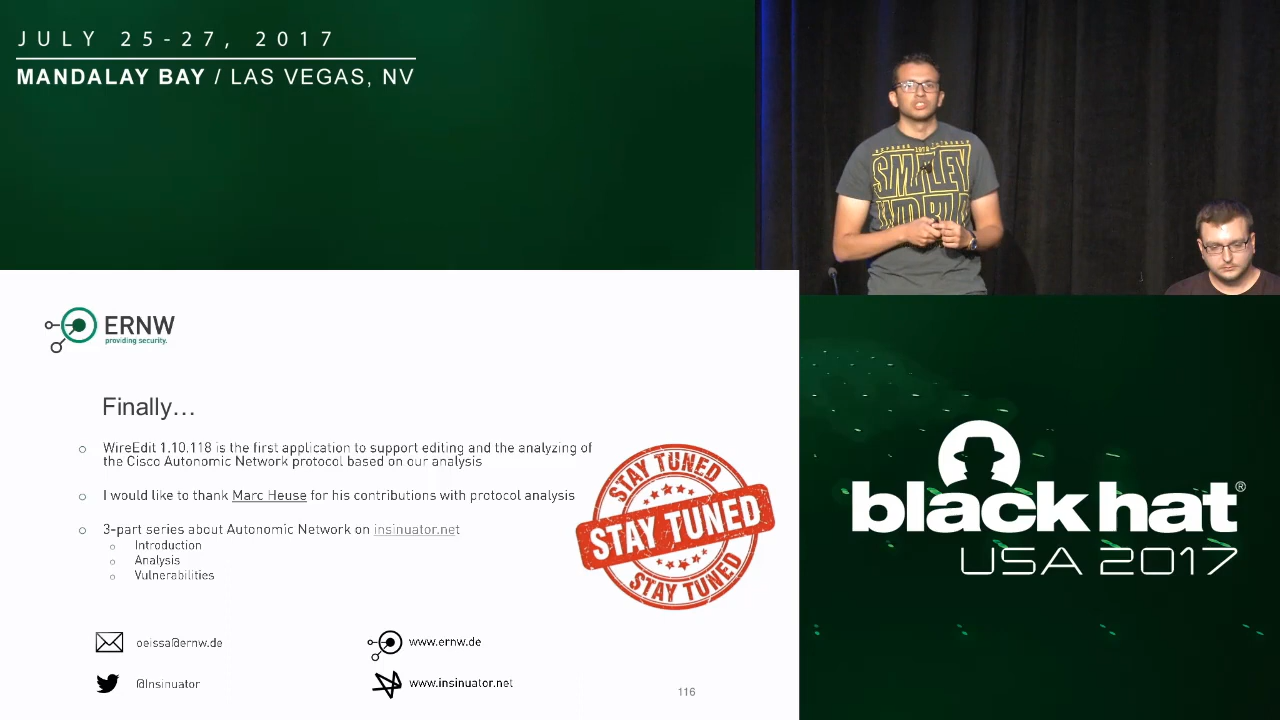 JULY 25-27, 2017
MANDALAY BAY / LAS VEGAS, NV
1978
SMILEY
ERNW
providing security.
Finally…
WireEdit 1.10.118 is the first application to support editing and the analyzing of
the Cisco Autonomic Network protocol based on our analysis
I would like to thank Marc Heuse for his contributions with protocol analysis
3-part series about Autonomic Network on insinuator.net
Introduction
Analysis
Vulnerabilities
STAY TUNED
STAY TUNED
STAY TUNED
oeissa@ernw.de
www.ernw.de
@Insinuator
www.insinuator.net
116
black hat®
USA 2017